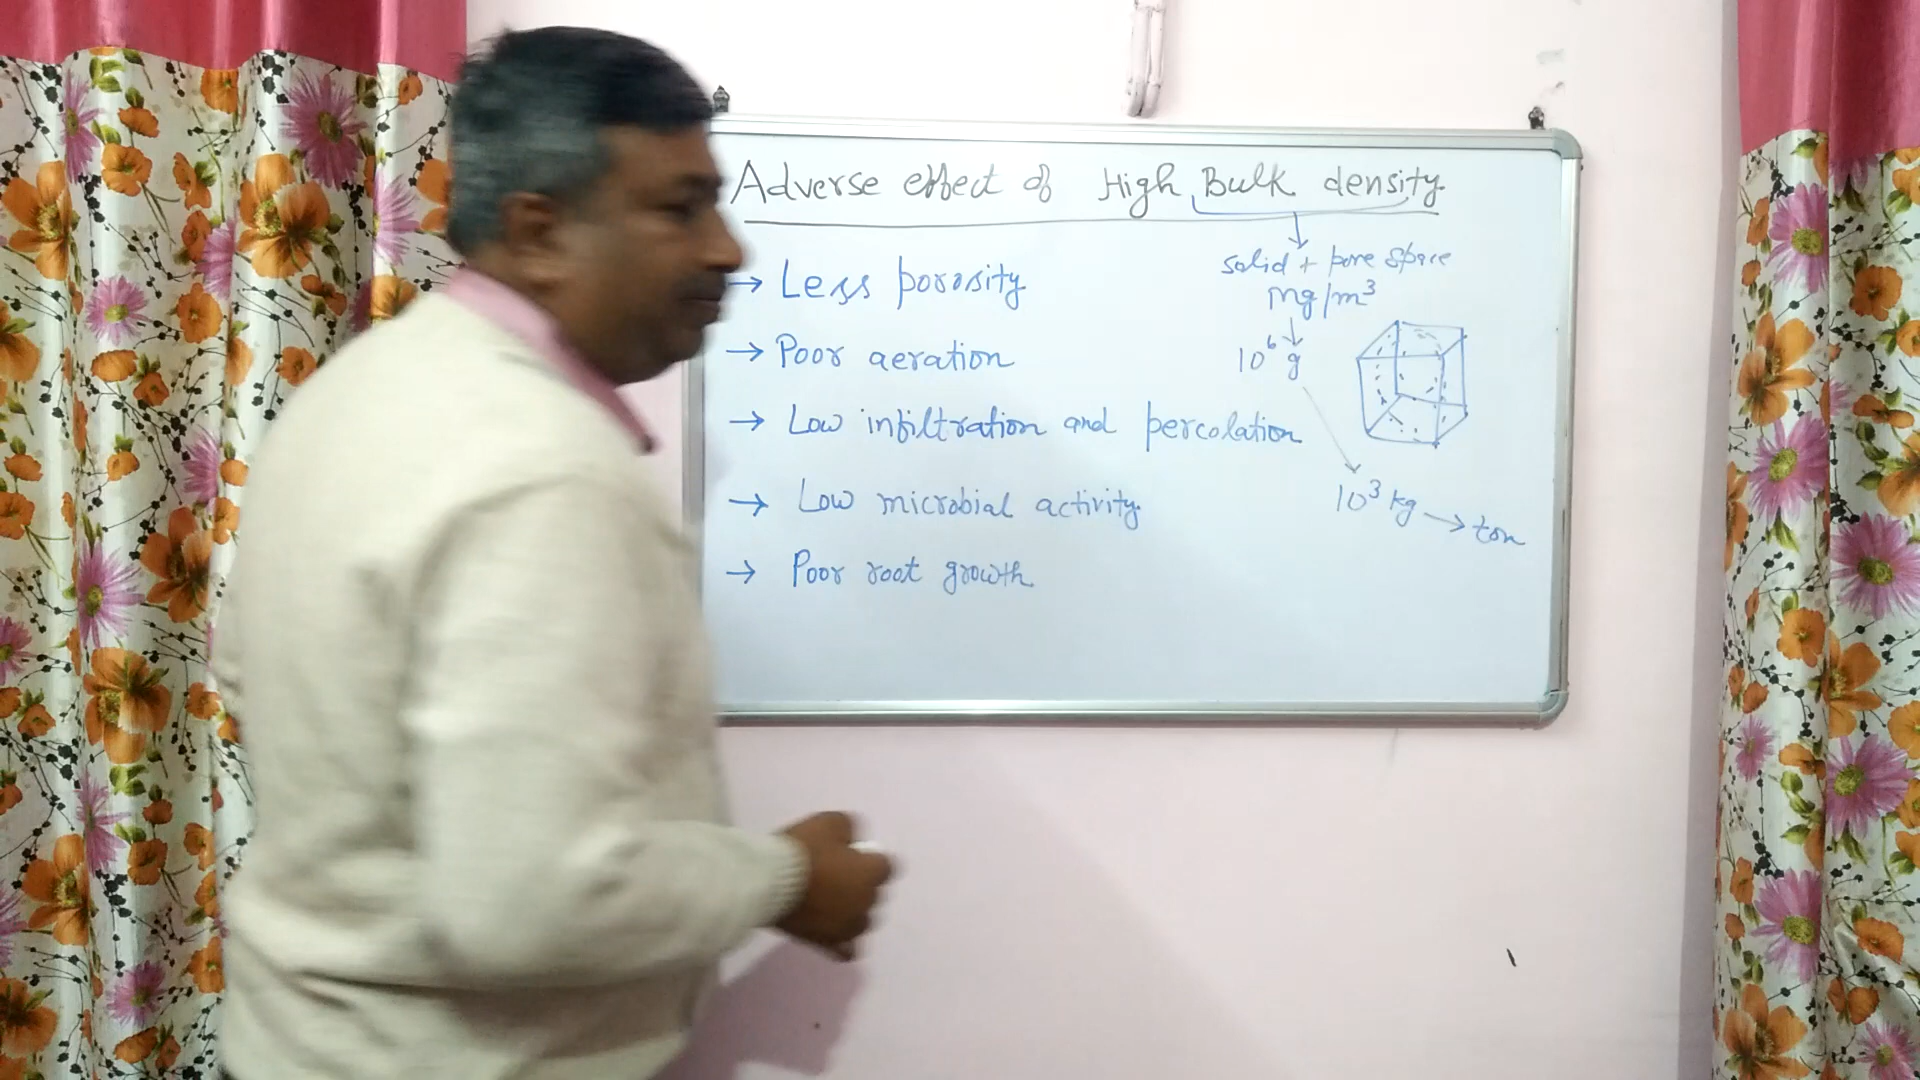 Adverse effect of High Bulk density
→ Less porosity
→ Poor aeration
→ Low infiltration and percolation
→ Low microbial activity
→ Poor root growth
solid + pore space
Mg/m³
10⁶ g
10³ kg → ton